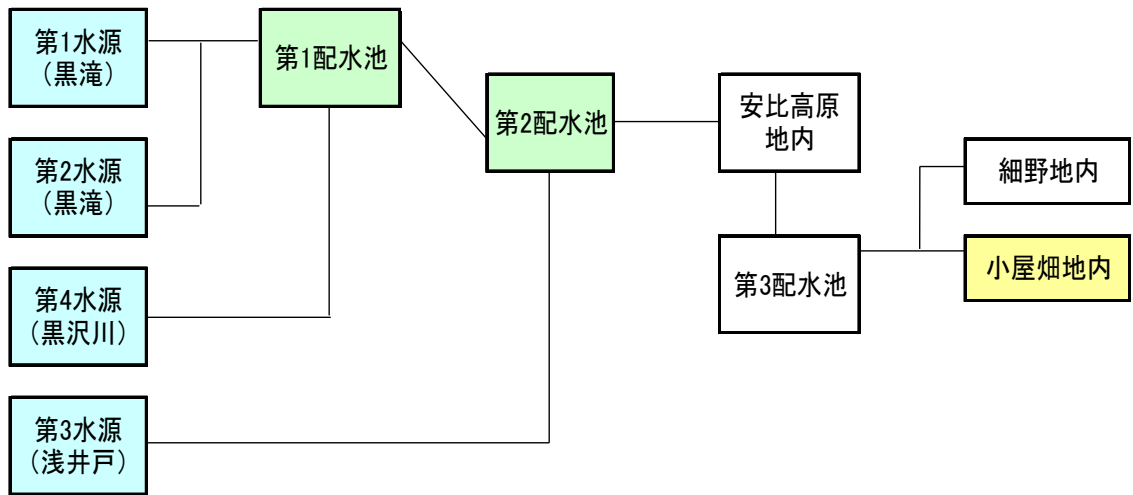 第1水源
(黒滝)
第1配水池
第2配水池
安比高原
地内
第2水源
(黒滝)
細野地内
第3配水池
小屋畑地内
第4水源
(黒沢川)
第3水源
(浅井戸)